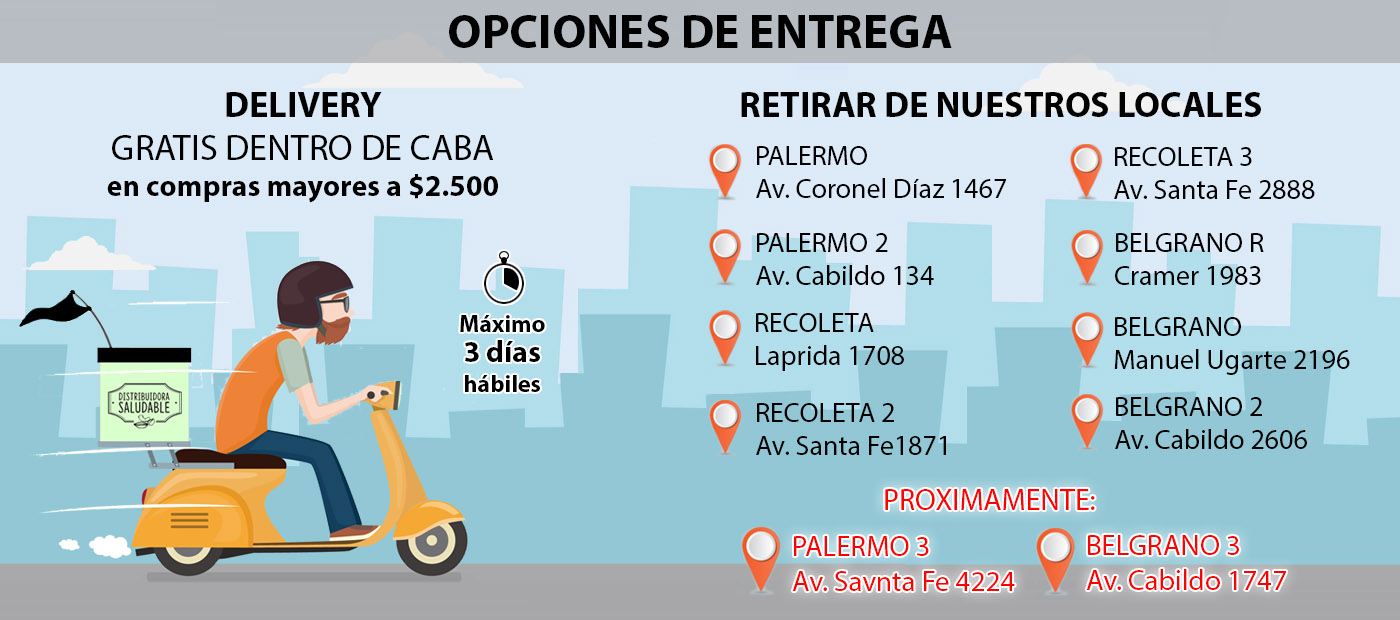 OPCIONES DE ENTREGA
DELIVERY
GRATIS DENTRO DE CABA
en compras mayores a $2.500
Máximo
3 días
hábiles
DISTRIBUIDORA
SALUDABLE
RETIRAR DE NUESTROS LOCALES
PALERMO
Av. Coronel Díaz 1467
PALERMO 2
Av. Cabildo 134
RECOLETA
Laprida 1708
RECOLETA 2
Av. Santa Fe1871
RECOLETA 3
Av. Santa Fe 2888
BELGRANO R
Cramer 1983
BELGRANO
Manuel Ugarte 2196
BELGRANO 2
Av. Cabildo 2606
PROXIMAMENTE:
PALERMO 3
Av. Savnta Fe 4224
BELGRANO 3
Av. Cabildo 1747